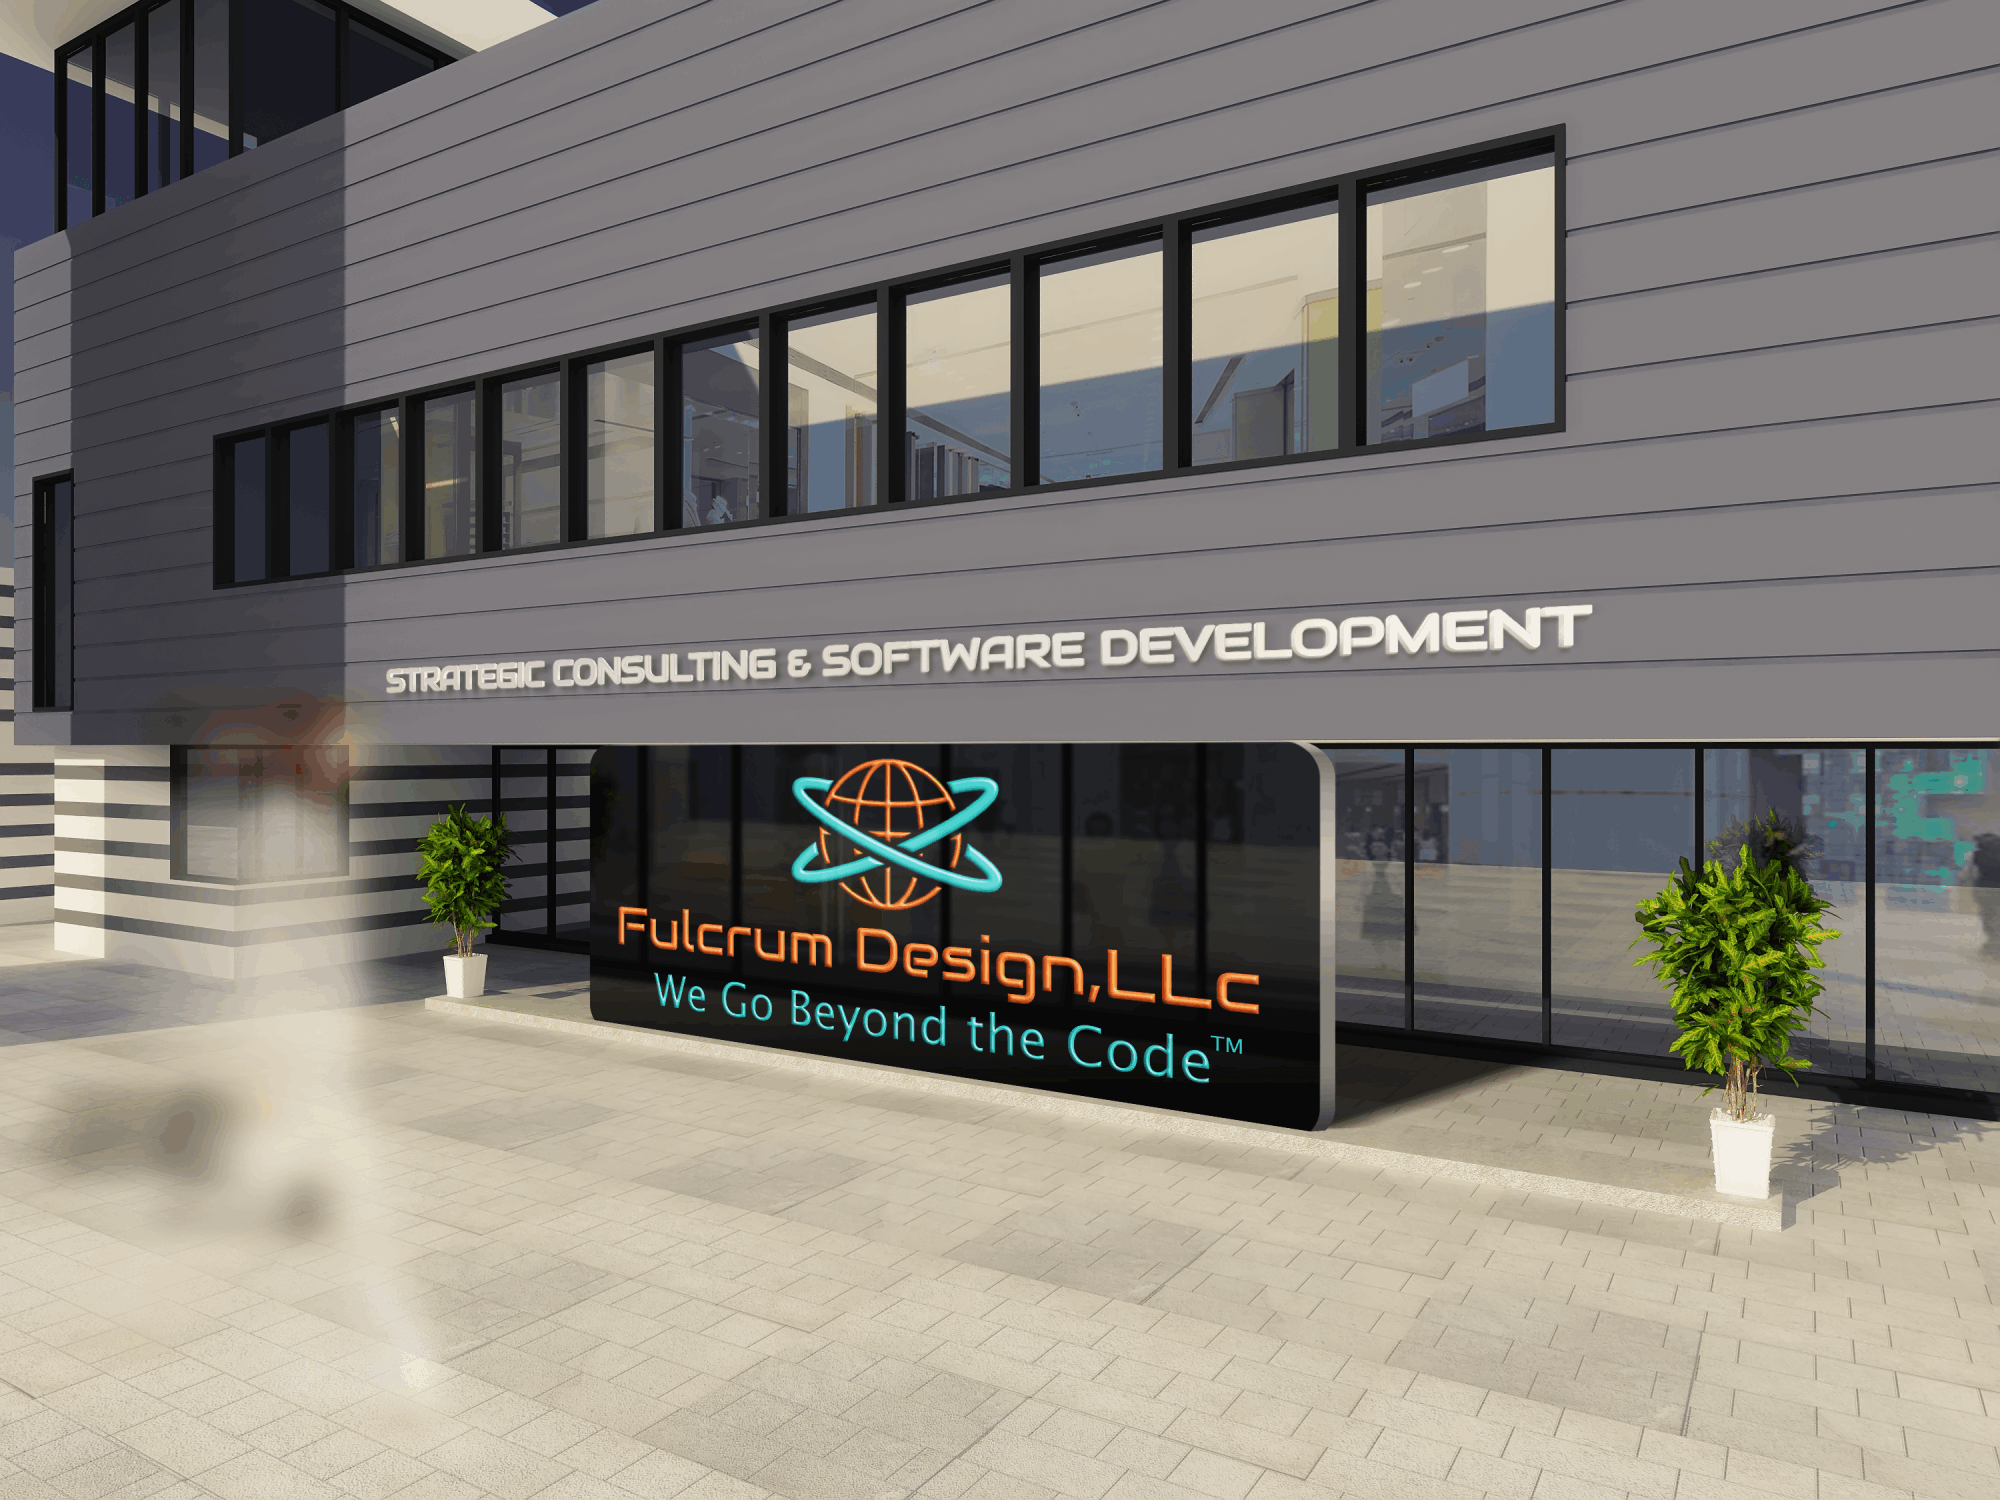 STRATEGIC CONSULTING & SOFTWARE DEVELOPMENT
Fulcrum Design,LLc
We Go Beyond the Code™